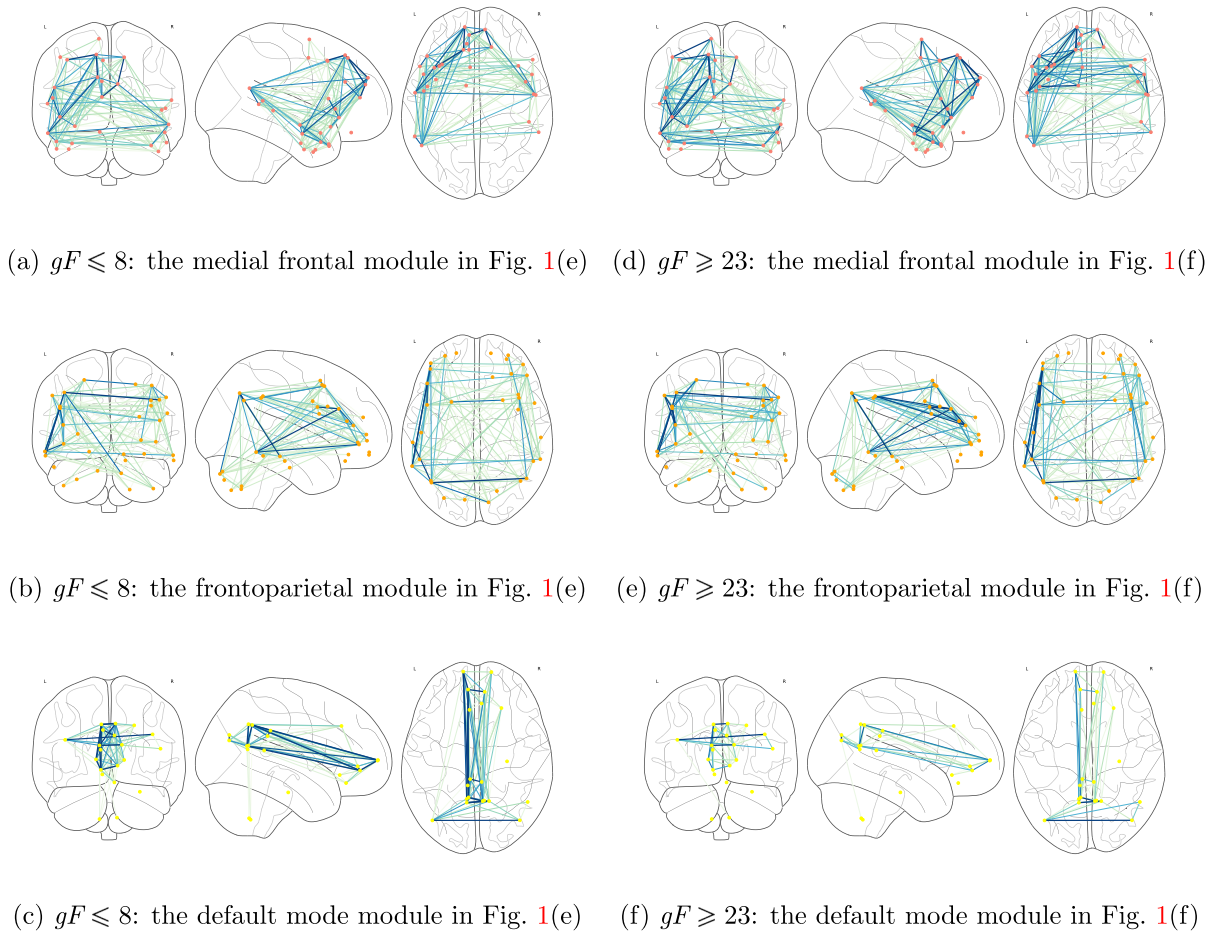 L R L R L R L R
(a) gF ⩽ 8: the medial frontal module in Fig. 1(e) (d) gF ⩾ 23: the medial frontal module in Fig. 1(f)
L R L R L R L R
(b) gF ⩽ 8: the frontoparietal module in Fig. 1(e) (e) gF ⩾ 23: the frontoparietal module in Fig. 1(f)
L R L R L R L R
(c) gF ⩽ 8: the default mode module in Fig. 1(e) (f) gF ⩾ 23: the default mode module in Fig. 1(f)